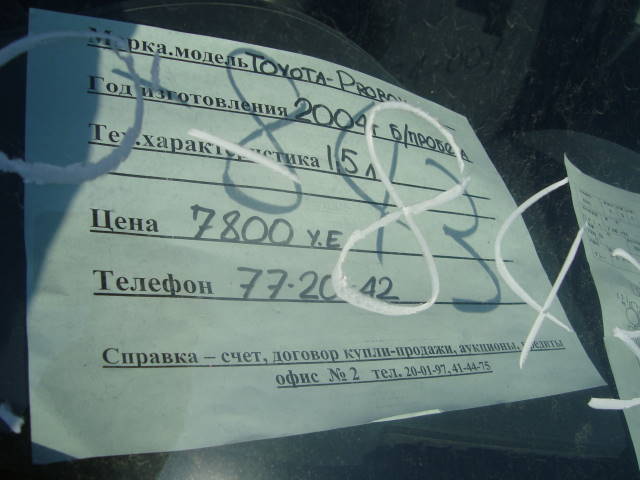 Марка.модель TOYOTA-PROBOX
Год изготовления 2004г б/пробега
Тех.характеристика 1,5 л
Цена 7800 у.е
Телефон 77-20-42
Справка – счет, договор купли-продажи, аукционы, кредиты
офис № 2 тел. 20-01-97, 41-44-75